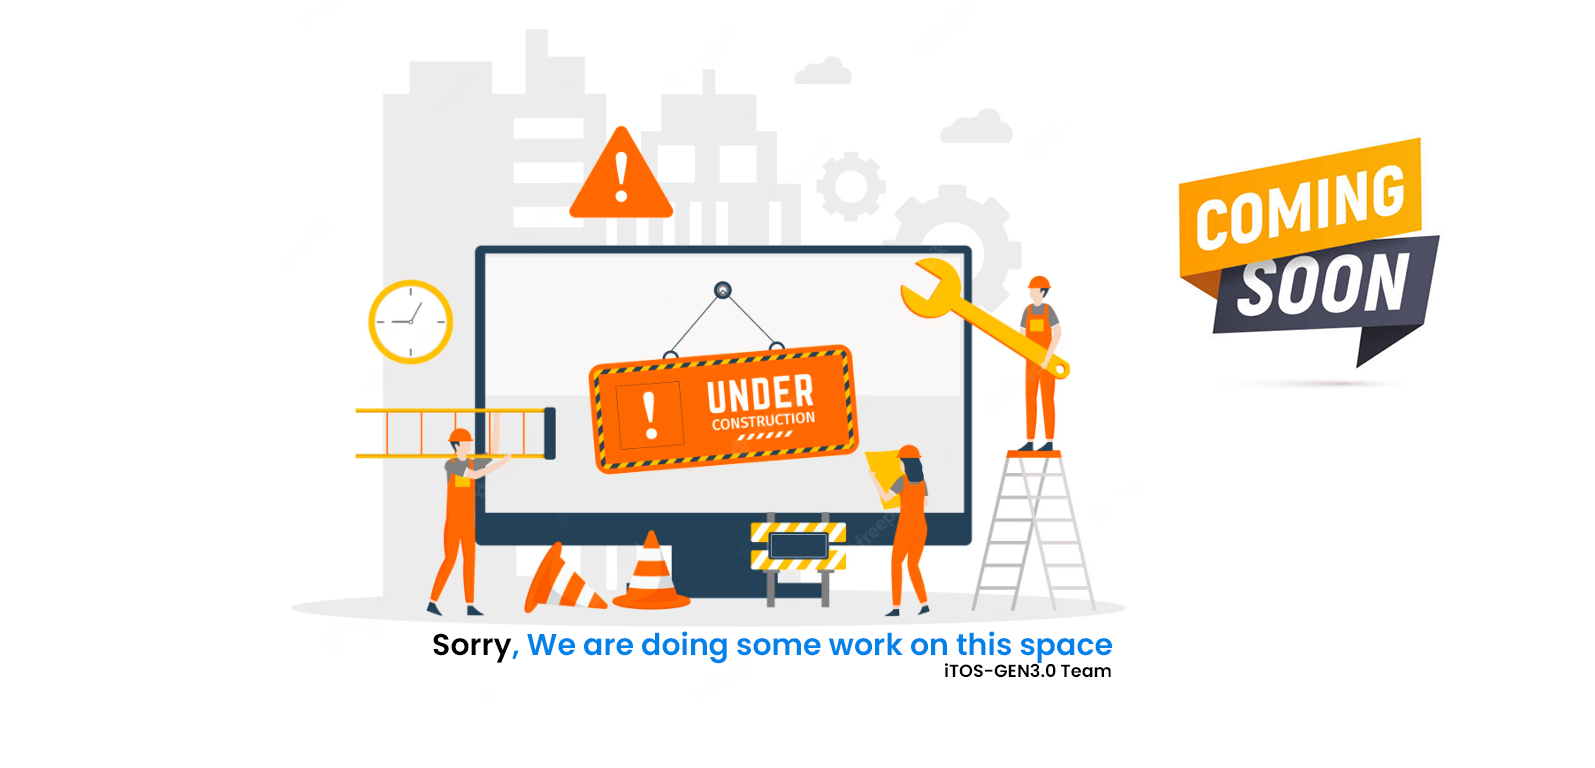 COMING
SOON
UNDER
CONSTRUCTION
Sorry, We are doing some work on this space
iTOS-GEN3.0 Team